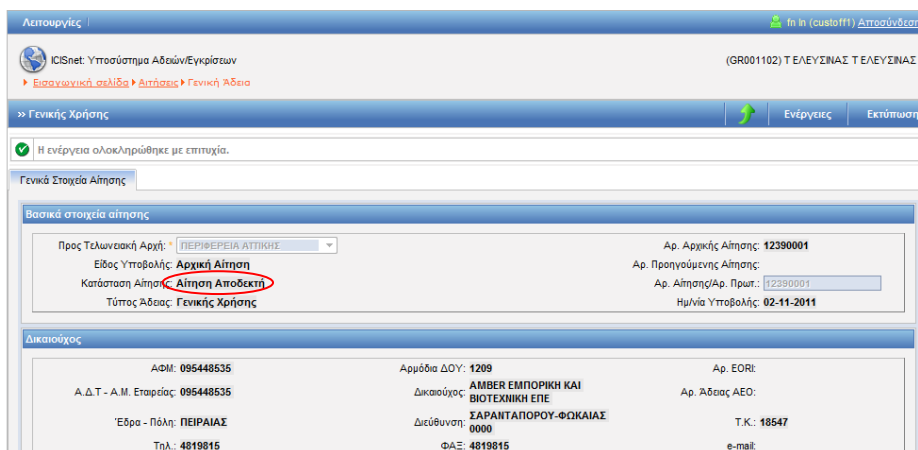 Λειτουργίες
fn ln (custoff1) Αποσύνδεση
ICISnet: Υποσύστημα Αδειών/Εγκρίσεων
(GR001102) Τ ΕΛΕΥΣΙΝΑΣ Τ ΕΛΕΥΣΙΝΑΣ
Εισαγωγική σελίδα Αιτήσεις Γενική Άδεια
» Γενικής Χρήσης
Ενέργειες Εκτύπωση
Η ενέργεια ολοκληρώθηκε με επιτυχία.
Γενικά Στοιχεία Αίτησης
Βασικά στοιχεία αίτησης
Προς Τελωνειακή Αρχή: * ΠΕΡΙΦΕΡΕΙΑ ΑΤΤΙΚΗΣ Αρ. Αρχικής Αίτησης: 12390001
Είδος Υποβολής: Αρχική Αίτηση Αρ. Προηγούμενης Αίτησης:
Κατάσταση Αίτησης: Αίτηση Αποδεκτή Αρ. Αίτησης/Αρ. Πρωτ.: 12390001
Τύπος Άδειας: Γενικής Χρήσης Ημ/νία Υποβολής: 02-11-2011
Δικαιούχος
ΑΦΜ: 095448535 Αρμόδια ΔΟΥ: 1209 Αρ. EORI:
Α.Δ.Τ - Α.Μ. Εταιρείας: 095448535 Δικαιούχος: AMBER ΕΜΠΟΡΙΚΗ ΚΑΙ ΒΙΟΤΕΧΝΙΚΗ ΕΠΕ Αρ. Άδειας ΑΕΟ:
Έδρα - Πόλη: ΠΕΙΡΑΙΑΣ Διεύθυνση: ΣΑΡΑΝΤΑΠΟΡΟΥ-ΦΩΚΑΙΑΣ 0000 Τ.Κ.: 18547
Τηλ.: 4819815 ΦΑΞ: 4819815 e-mail: